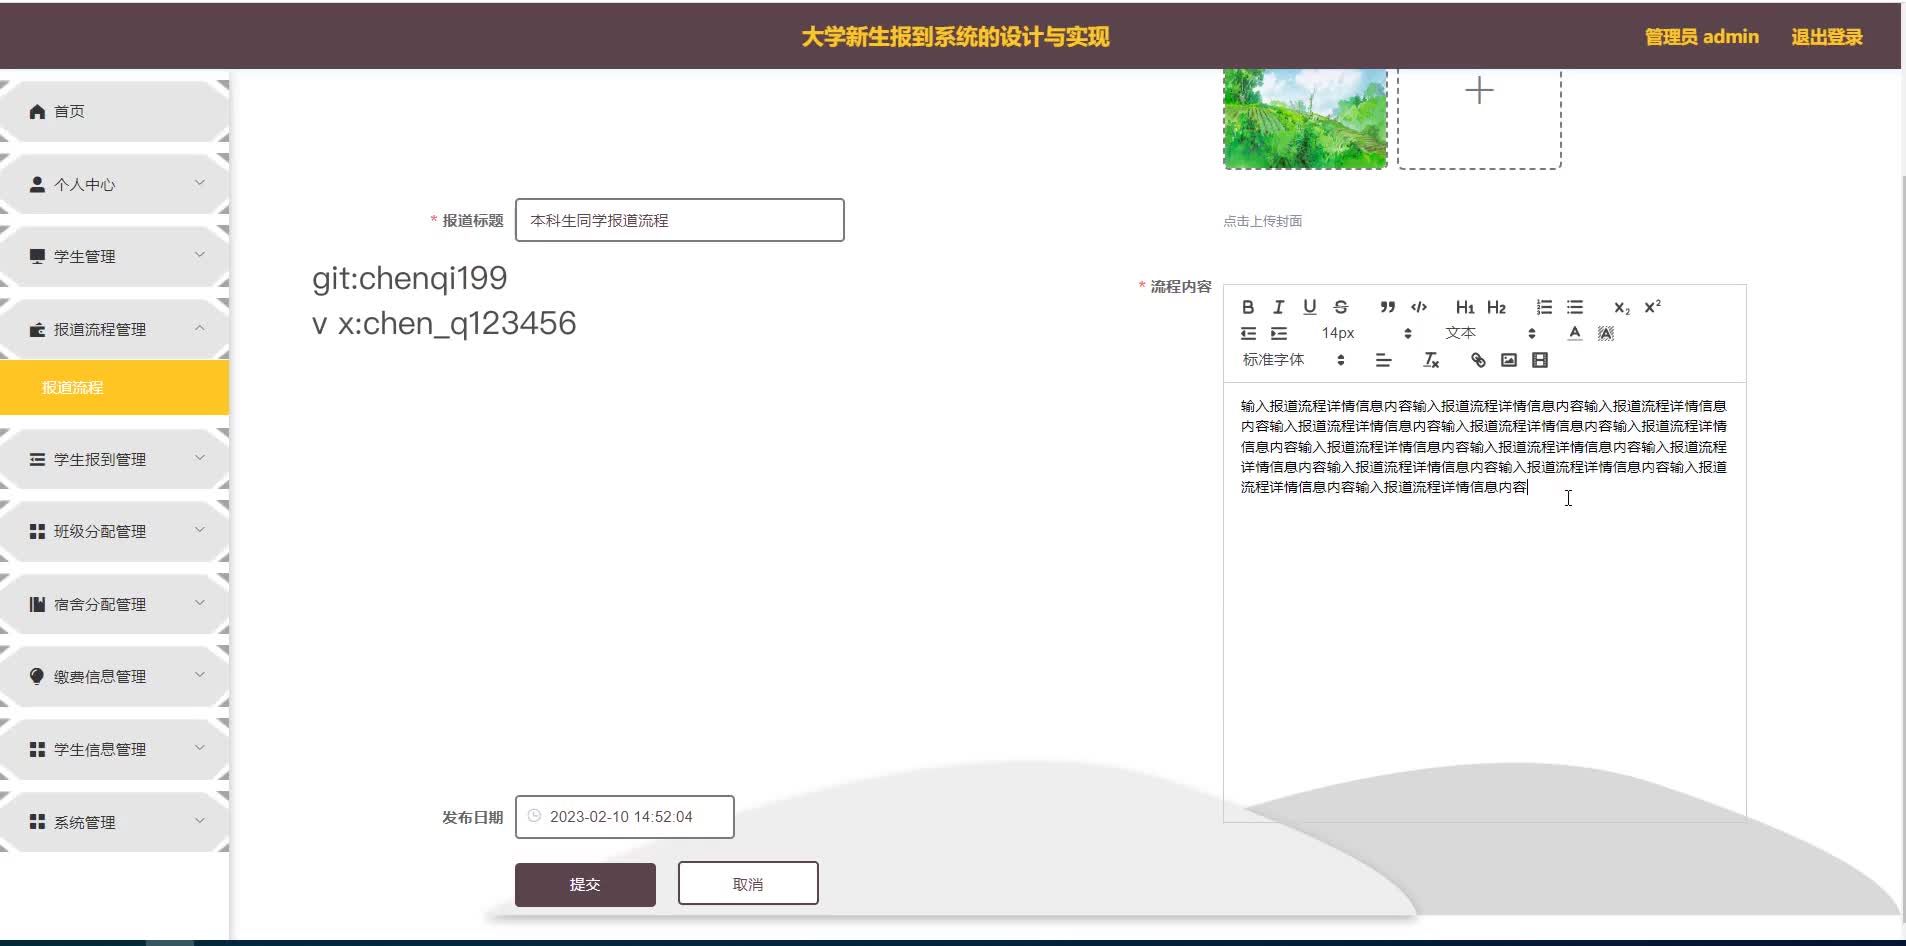 大学新生报到系统的设计与实现
管理员 admin
退出登录
首页
个人中心
学生管理
报道流程管理
报道流程
学生报到管理
班级分配管理
宿舍分配管理
缴费信息管理
学生信息管理
系统管理
* 报道标题
本科生同学报道流程
点击上传封面
git:chenqi199
v x:chen_q123456
* 流程内容
B I U S ” </> H1 H2 x₂ x²
14px
文本
A A
标准字体
输入报道流程详情信息内容输入报道流程详情信息内容输入报道流程详情信息
内容输入报道流程详情信息内容输入报道流程详情信息内容输入报道流程详情
信息内容输入报道流程详情信息内容输入报道流程详情信息内容输入报道流程
详情信息内容输入报道流程详情信息内容输入报道流程详情信息内容输入报道
流程详情信息内容输入报道流程详情信息内容
发布日期
2023-02-10 14:52:04
提交
取消